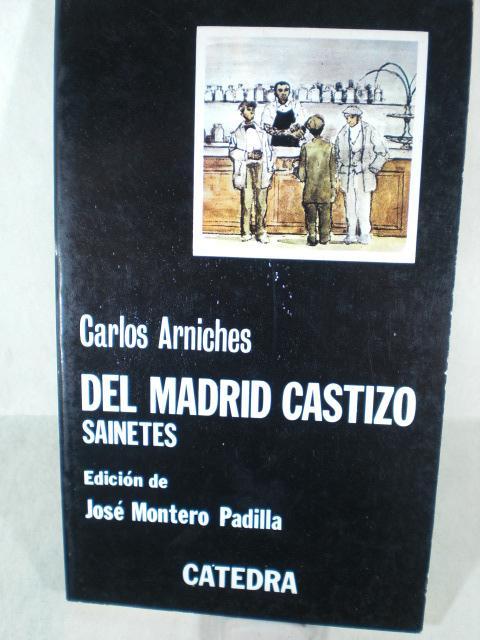 Carlos Arniches
DEL MADRID CASTIZO
SAINETES
Edición de
José Montero Padilla
CATEDRA